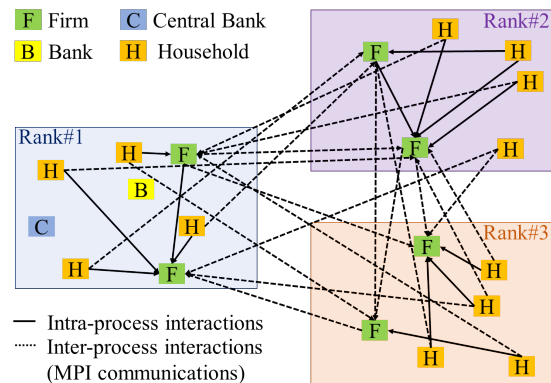 F Firm
C Central Bank
B Bank
H Household
Rank#2
H
F
H
H
F
H
Rank#1
H
F
H
B
C
H
H
F
Rank#3
F
H
H
F
H
H
Intra-process interactions
Inter-process interactions
(MPI communications)